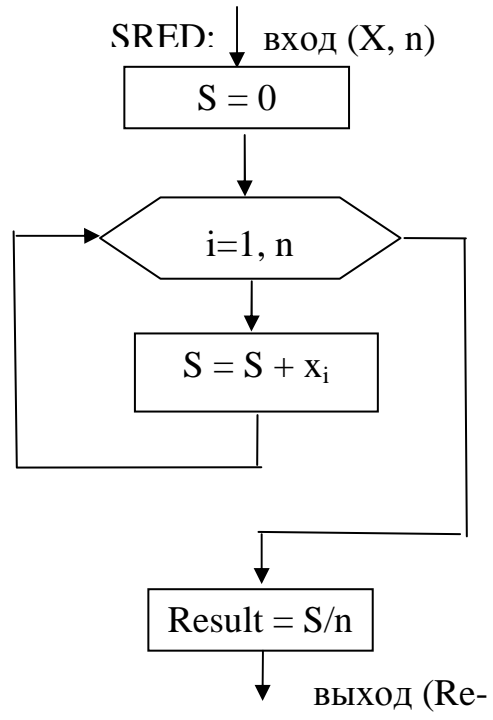 SRED: вход (X, n)
S = 0
i=1, n
S = S + xᵢ
Result = S/n
выход (Re-